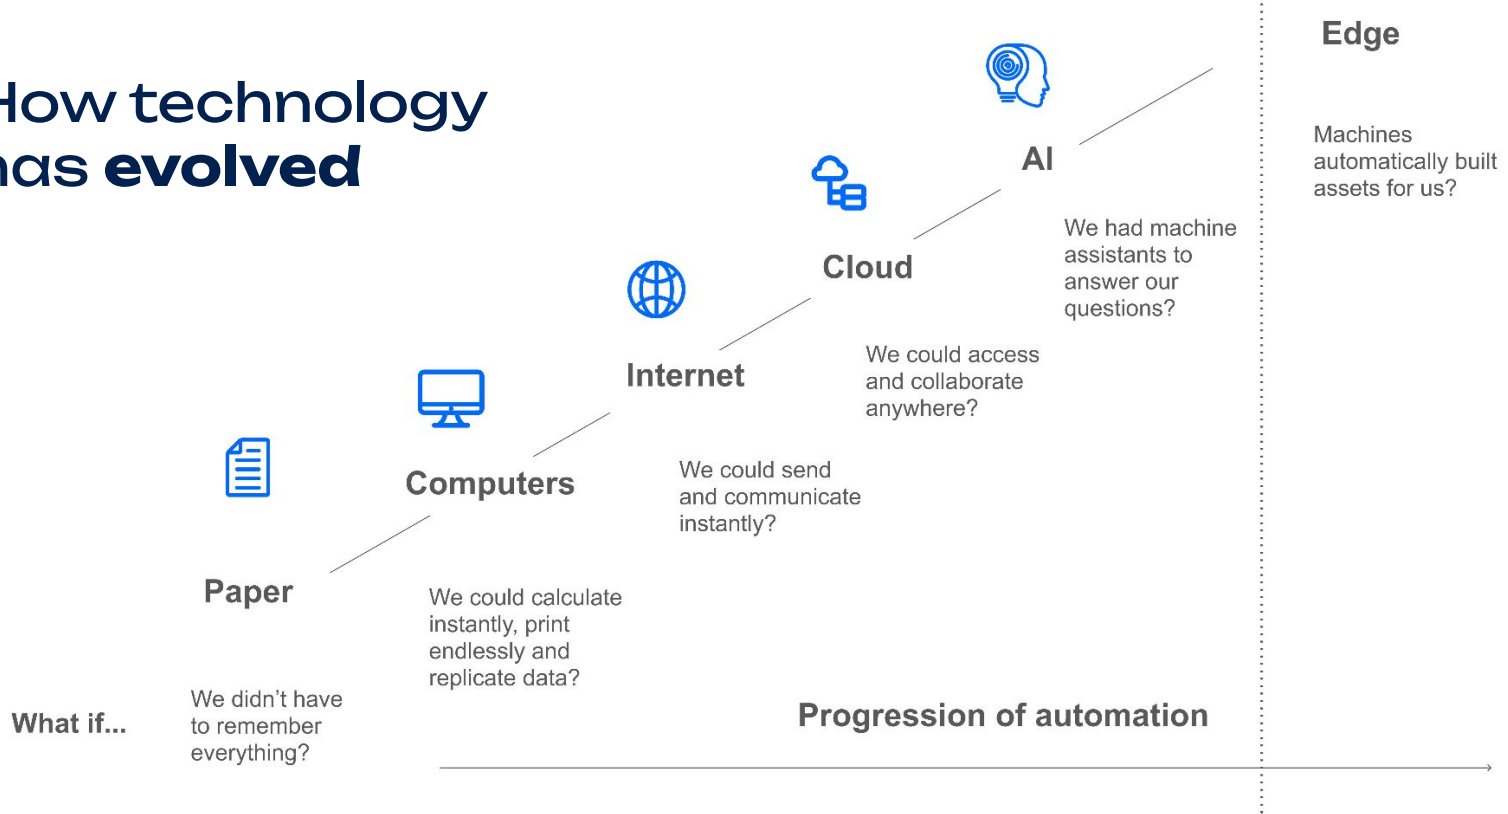 How technology
has evolved
Paper
We didn't have
to remember
everything?
Computers
We could calculate
instantly, print
endlessly and
replicate data?
Internet
We could send
and communicate
instantly?
Cloud
We could access
and collaborate
anywhere?
AI
We had machine
assistants to
answer our
questions?
Edge
Machines
automatically built
assets for us?
What if...
Progression of automation